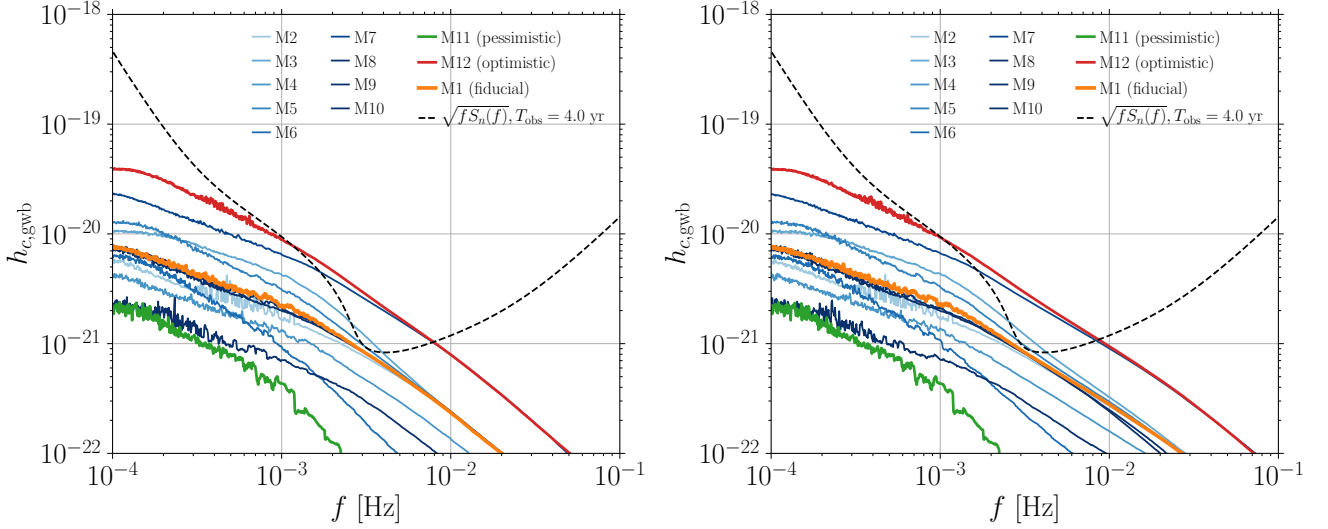 10⁻¹⁸
10⁻¹⁹
10⁻²⁰
10⁻²¹
10⁻²²
h_{c,gwb}
M2
M3
M4
M5
M6
M7
M8
M9
M10
M11 (pessimistic)
M12 (optimistic)
M1 (fiducial)
√fSₙ(f), T_obs = 4.0 yr
10⁻⁴
10⁻³
10⁻²
10⁻¹
f [Hz]
10⁻¹⁸
10⁻¹⁹
10⁻²⁰
10⁻²¹
10⁻²²
h_{c,gwb}
M2
M3
M4
M5
M6
M7
M8
M9
M10
M11 (pessimistic)
M12 (optimistic)
M1 (fiducial)
√fSₙ(f), T_obs = 4.0 yr
10⁻⁴
10⁻³
10⁻²
10⁻¹
f [Hz]